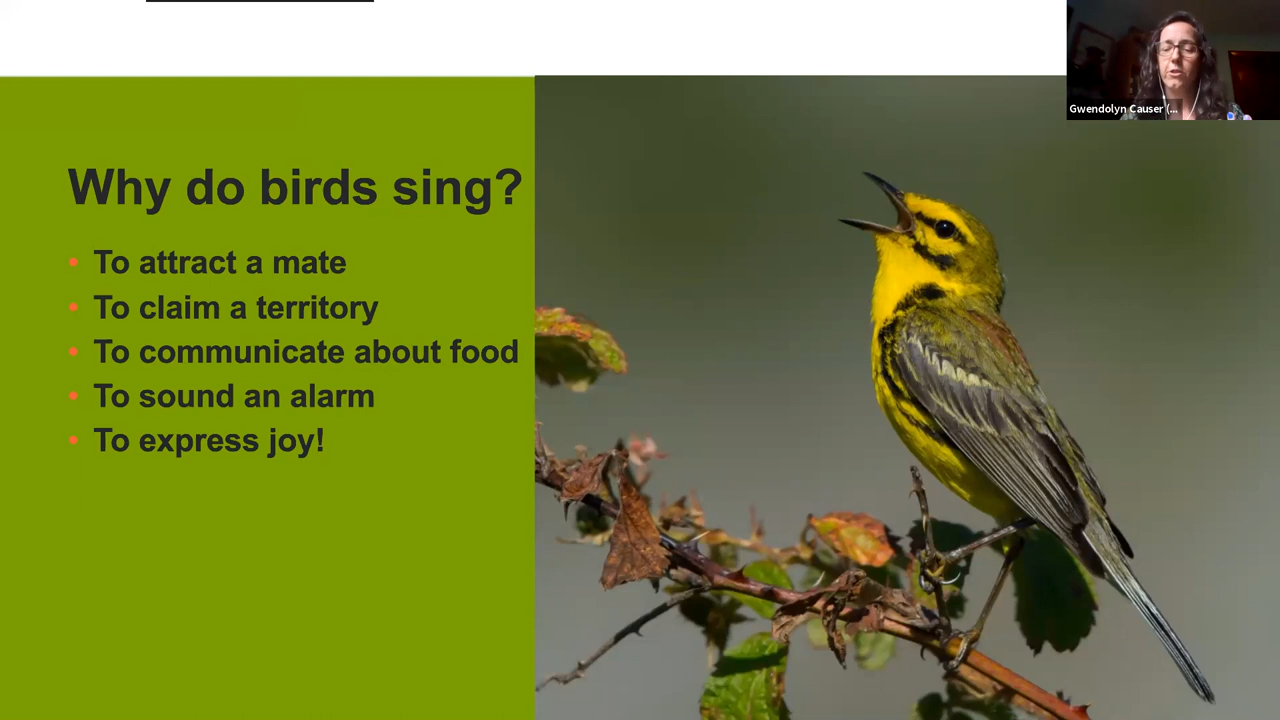 Why do birds sing?
• To attract a mate
• To claim a territory
• To communicate about food
• To sound an alarm
• To express joy!
Gwendolyn Causer (...